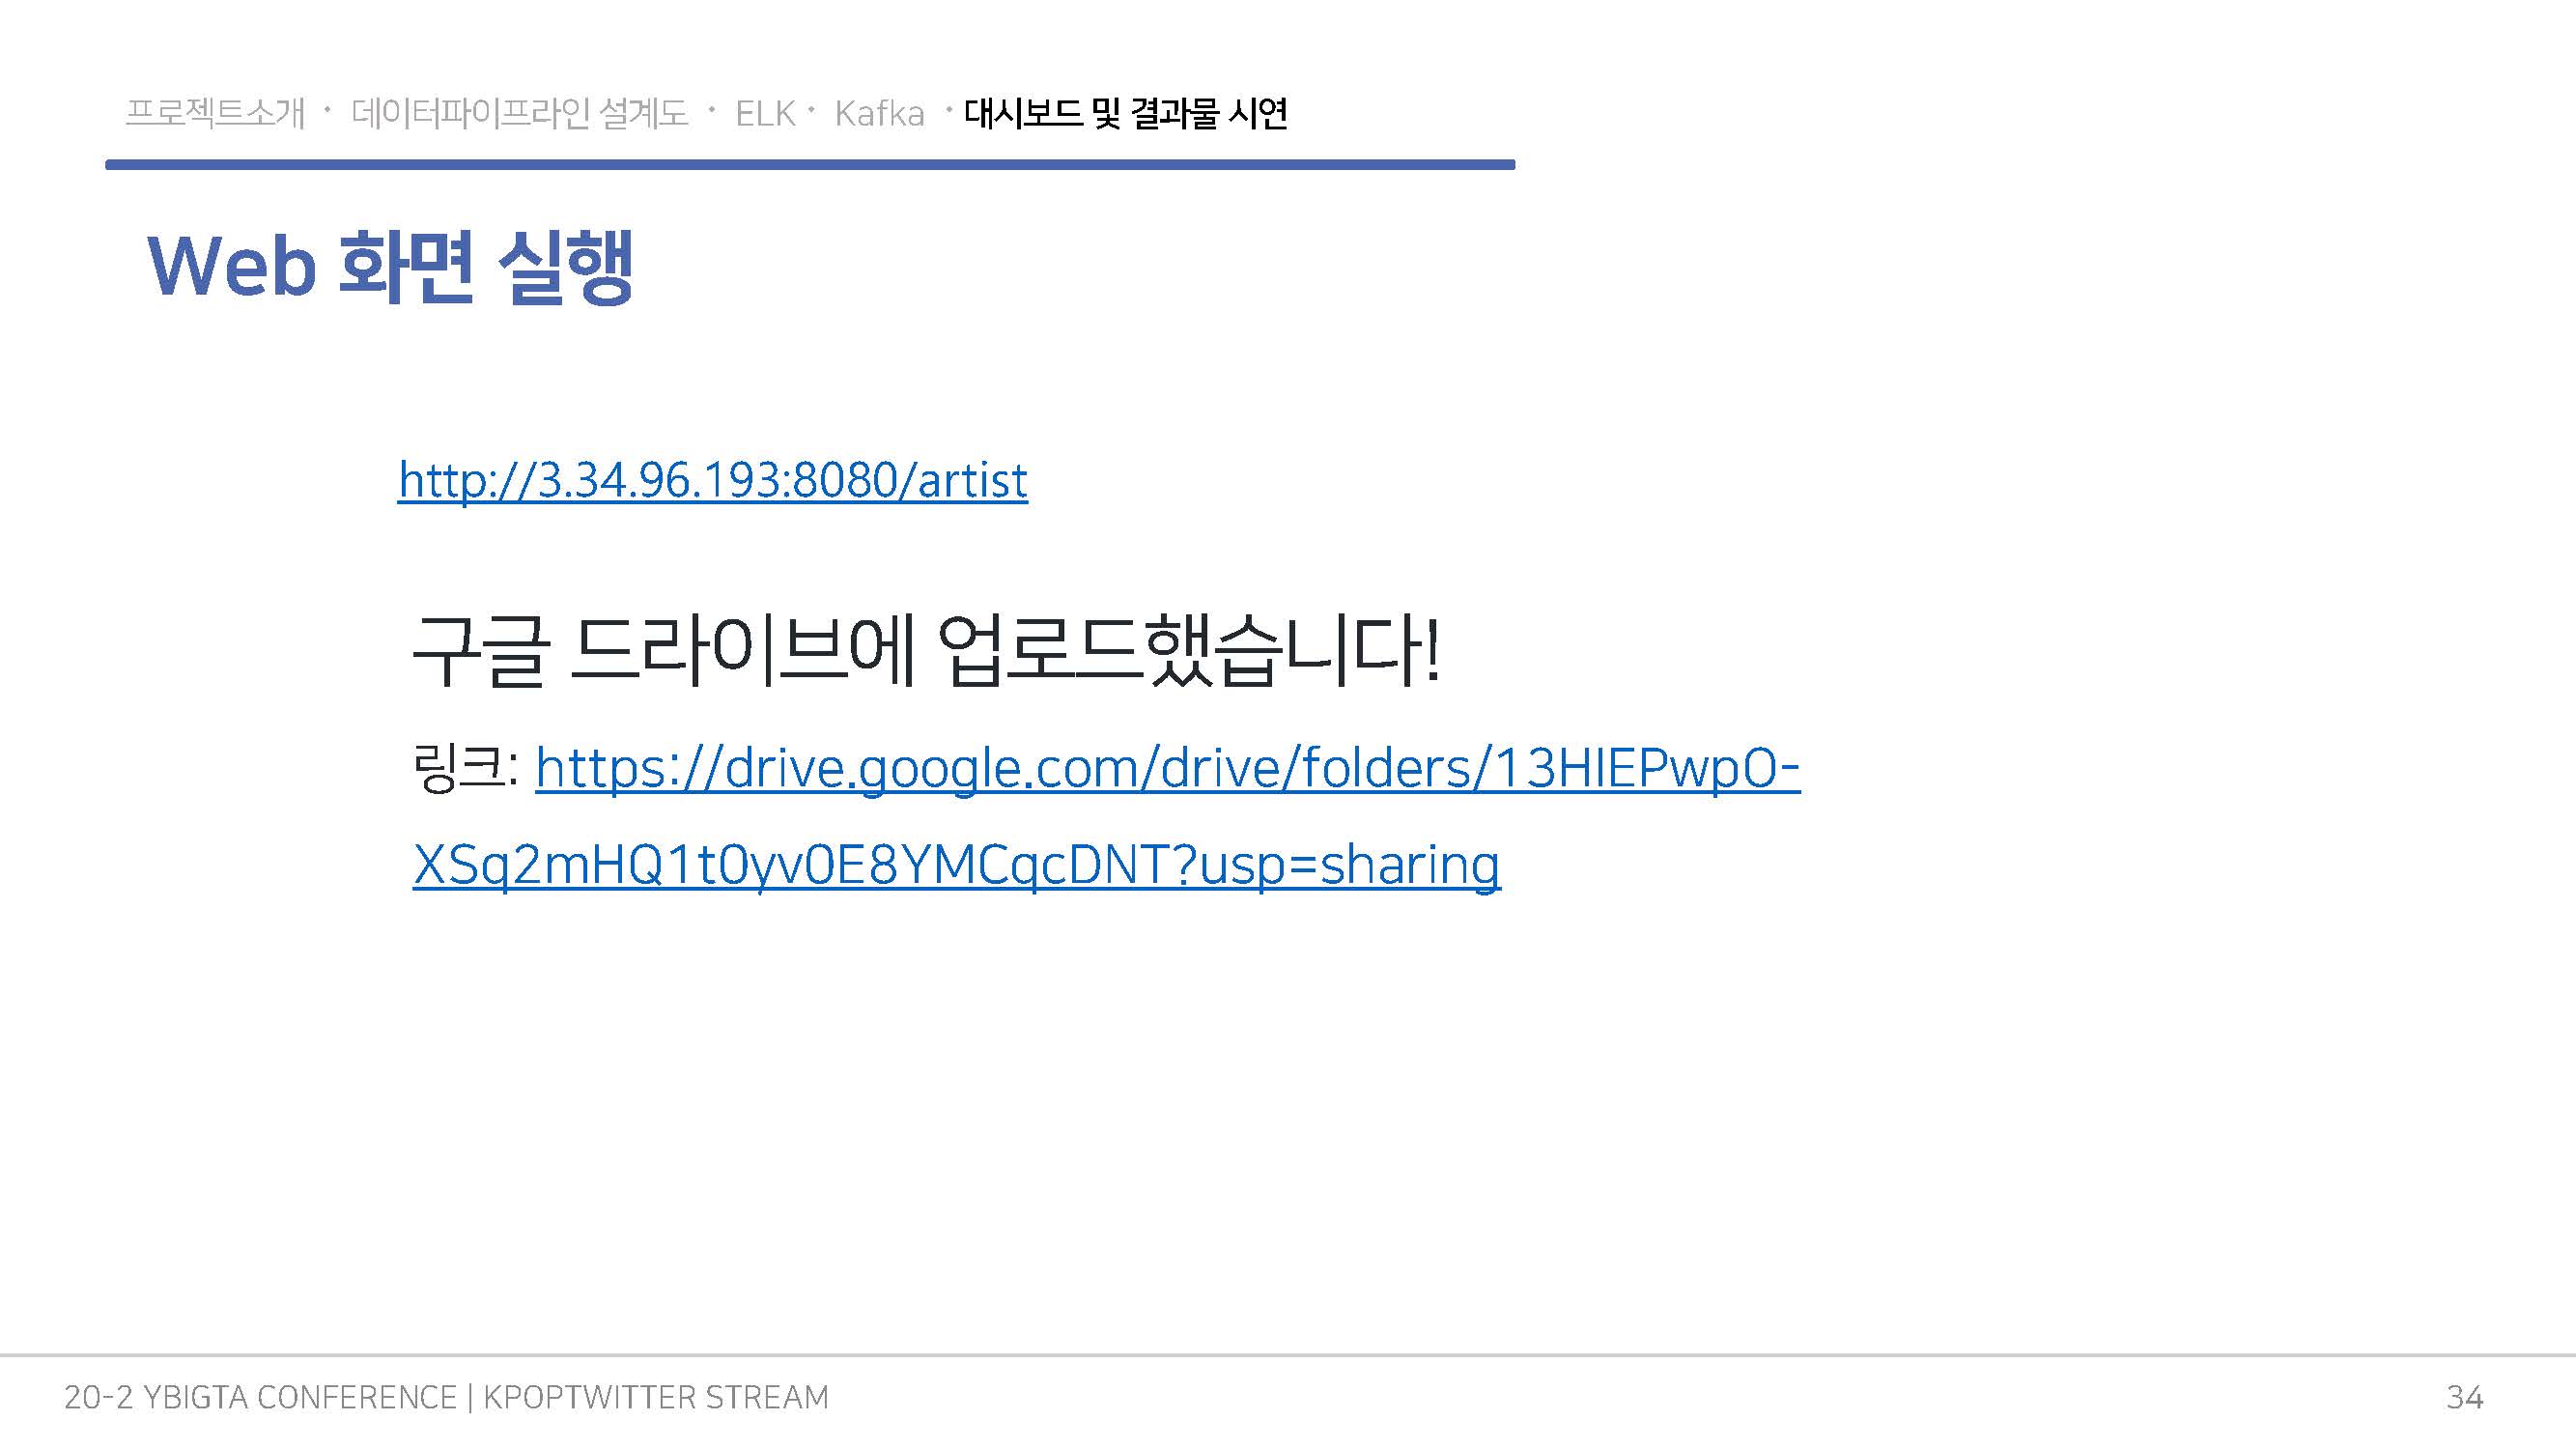 프로젝트소개 · 데이터파이프라인 설계도 · ELK · Kafka · 대시보드 및 결과물 시연
Web 화면 실행
http://3.34.96.193:8080/artist
구글 드라이브에 업로드했습니다!
링크: https://drive.google.com/drive/folders/13HIEPwpO-
XSq2mHQ1t0yv0E8YMCqcDNT?usp=sharing
20-2 YBIGTA CONFERENCE | KPOPTWITTER STREAM
34